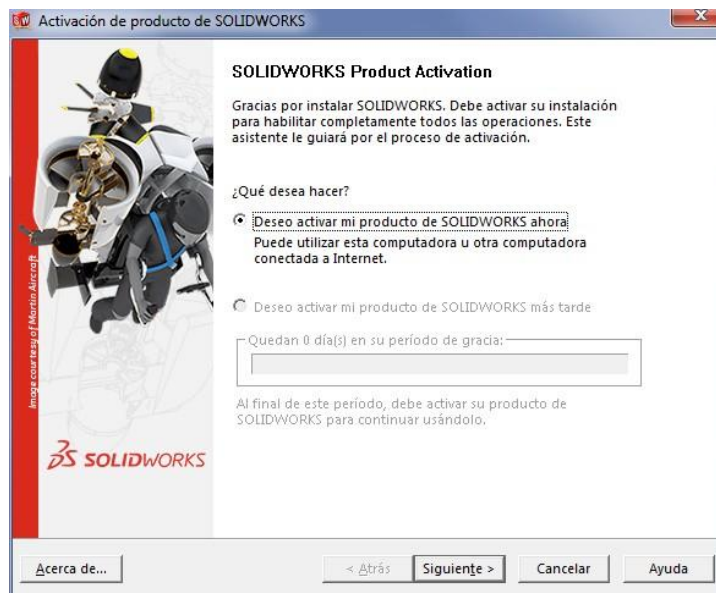 Activación de producto de SOLIDWORKS
SOLIDWORKS Product Activation
Gracias por instalar SOLIDWORKS. Debe activar su instalación
para habilitar completamente todos las operaciones. Este
asistente le guiará por el proceso de activación.
¿Qué desea hacer?
Deseo activar mi producto de SOLIDWORKS ahora
Puede utilizar esta computadora u otra computadora
conectada a Internet.
Deseo activar mi producto de SOLIDWORKS más tarde
Quedan 0 día(s) en su período de gracia:
Al final de este período, debe activar su producto de
SOLIDWORKS para continuar usándolo.
Image courtesy of Martin Aircraft
SOLIDWORKS
Acerca de...
< Atrás
Siguiente >
Cancelar
Ayuda